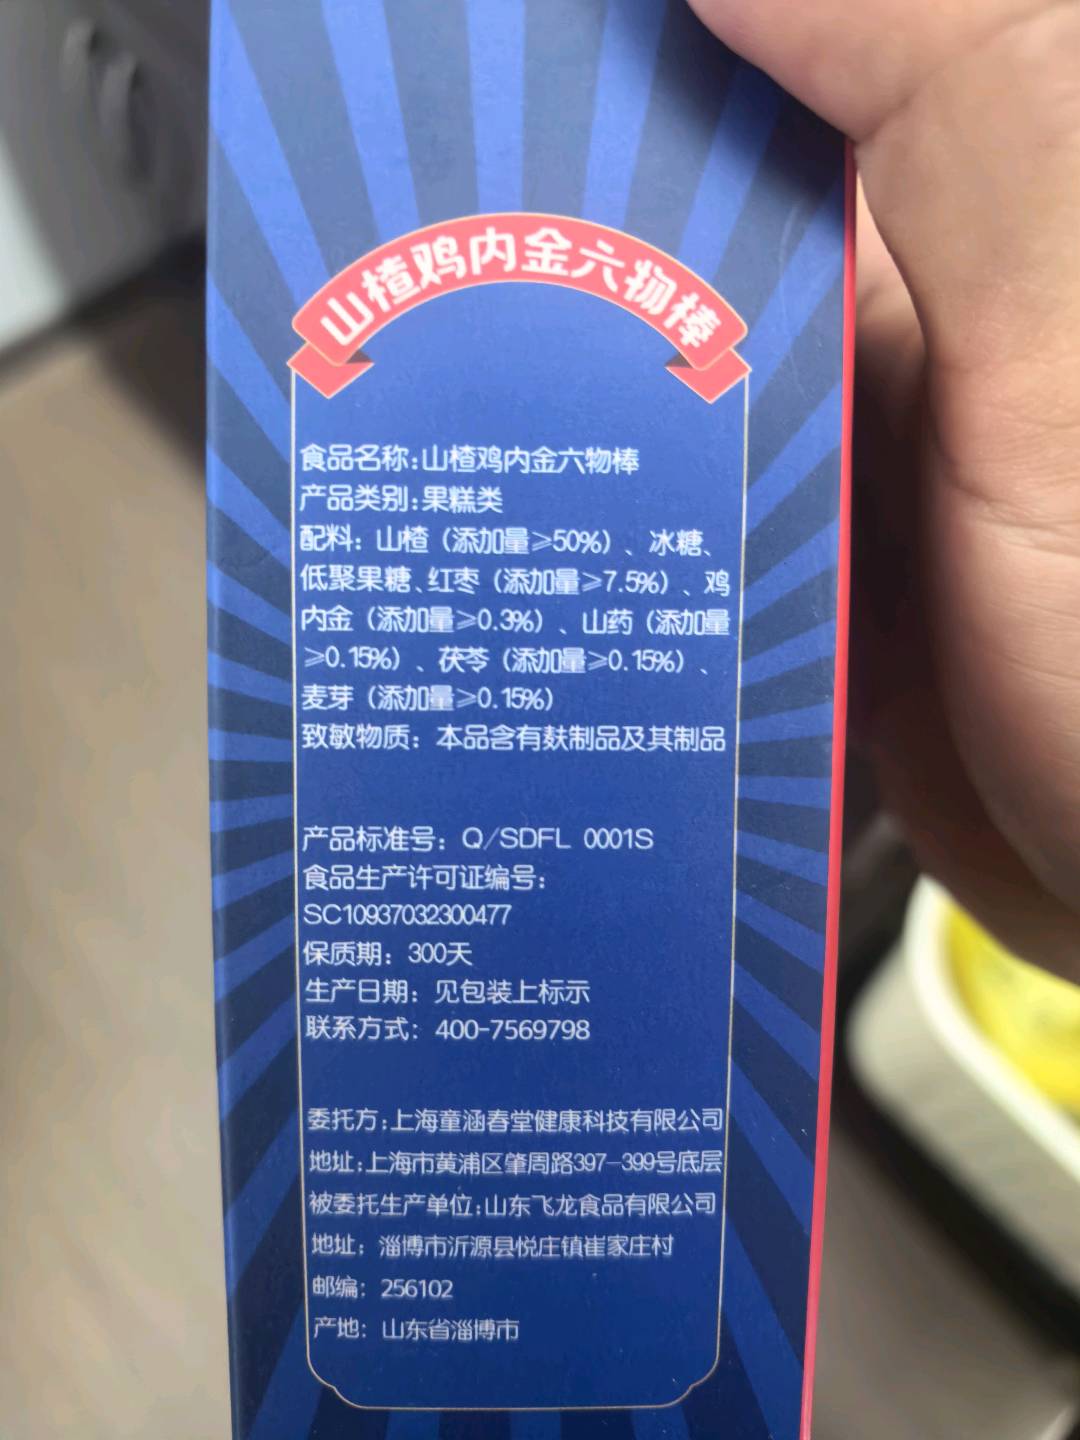 山楂鸡内金六物棒
食品名称:山楂鸡内金六物棒
产品类别:果糕类
配料：山楂（添加量≥50%）、冰糖、
低聚果糖、红枣（添加量≥7.5%）、鸡
内金（添加量≥0.3%）、山药（添加量
≥0.15%）、茯苓（添加量≥0.15%）、
麦芽（添加量≥0.15%）
致敏物质：本品含有麸制品及其制品
产品标准号：Q/SDFL 0001S
食品生产许可证编号：
SC10937032300477
保质期：300天
生产日期：见包装上标示
联系方式：400-7569798
委托方:上海童涵春堂健康科技有限公司
地址:上海市黄浦区肇周路397-399号底层
被委托生产单位:山东飞龙食品有限公司
地址：淄博市沂源县悦庄镇崔家庄村
邮编：256102
产地：山东省淄博市